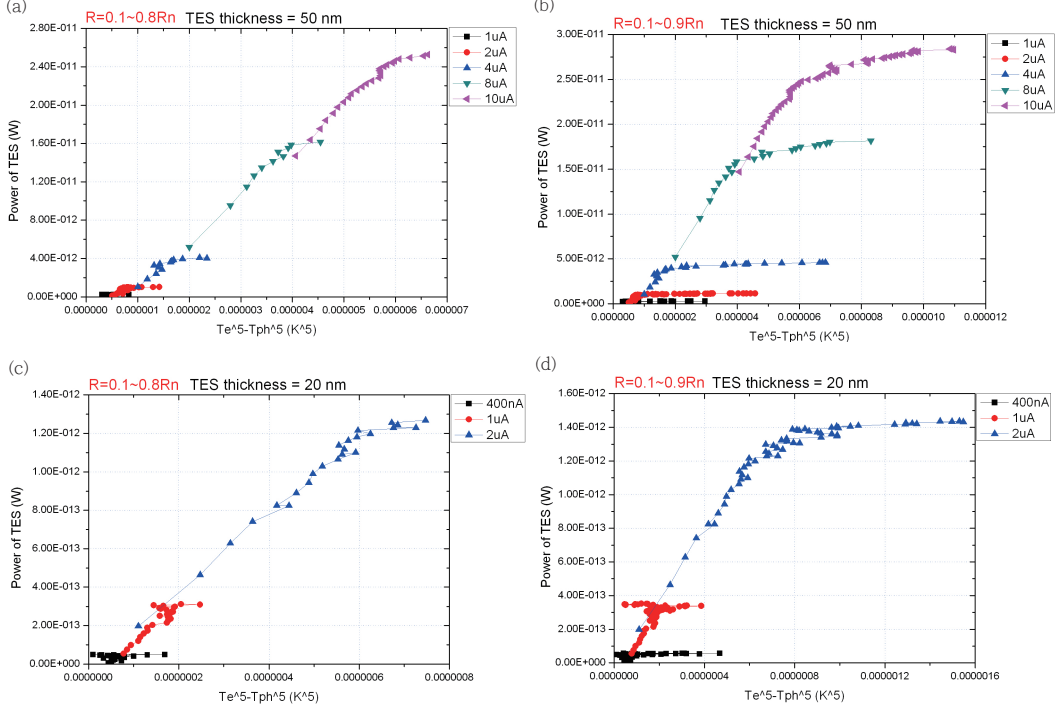 (a)
R=0.1~0.8Rn TES thickness = 50 nm
2.80E-011
2.40E-011
2.00E-011
1.60E-011
1.20E-011
8.00E-012
4.00E-012
0.00E+000
Power of TES (W)
1uA
2uA
4uA
8uA
10uA
0.000000 0.000001 0.000002 0.000003 0.000004 0.000005 0.000006 0.000007
Te^5-Tph^5 (K^5)
(b)
R=0.1~0.9Rn TES thickness = 50 nm
3.00E-011
2.50E-011
2.00E-011
1.50E-011
1.00E-011
5.00E-012
0.00E+000
Power of TES (W)
1uA
2uA
4uA
8uA
10uA
0.000000 0.000002 0.000004 0.000006 0.000008 0.000010 0.000012
Te^5-Tph^5 (K^5)
(c)
R=0.1~0.8Rn TES thickness = 20 nm
1.40E-012
1.20E-012
1.00E-012
8.00E-013
6.00E-013
4.00E-013
2.00E-013
0.00E+000
Power of TES (W)
400nA
1uA
2uA
0.0000000 0.0000002 0.0000004 0.0000006 0.0000008
Te^5-Tph^5 (K^5)
(d)
R=0.1~0.9Rn TES thickness = 20 nm
1.60E-012
1.40E-012
1.20E-012
1.00E-012
8.00E-013
6.00E-013
4.00E-013
2.00E-013
0.00E+000
Power of TES (W)
400nA
1uA
2uA
0.0000000 0.0000004 0.0000008 0.0000012 0.0000016
Te^5-Tph^5 (K^5)